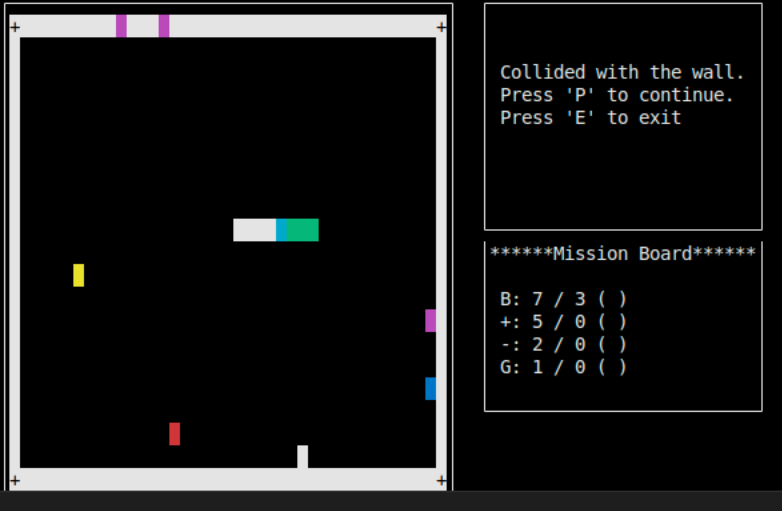 + +
Collided with the wall.
Press 'P' to continue.
Press 'E' to exit
******Mission Board******
B: 7 / 3 ( )
+: 5 / 0 ( )
-: 2 / 0 ( )
G: 1 / 0 ( )
+ +